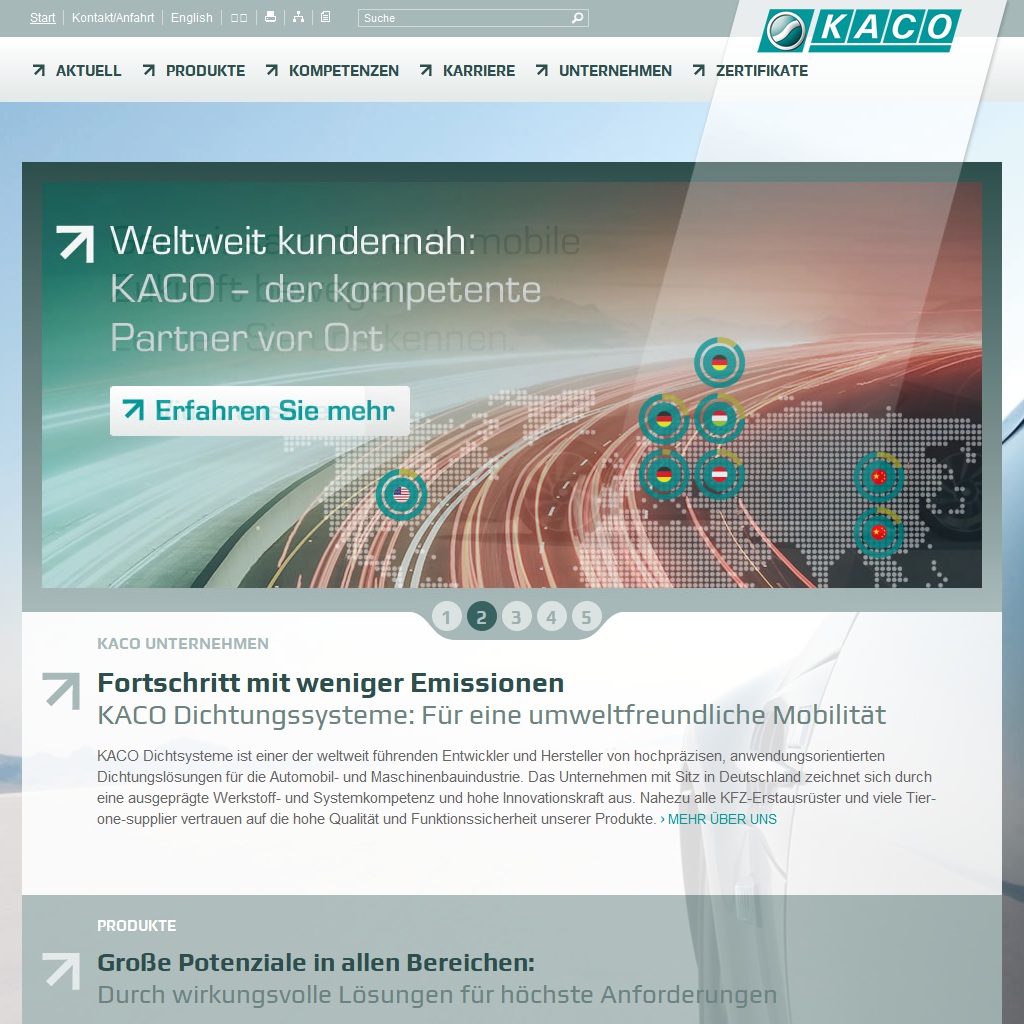 Start
Kontakt/Anfahrt
English
Suche
KACO
AKTUELL
PRODUKTE
KOMPETENZEN
KARRIERE
UNTERNEHMEN
ZERTIFIKATE
Weltweit kundennah:
KACO – der kompetente
Partner vor Ort
Erfahren Sie mehr
1 2 3 4 5
KACO UNTERNEHMEN
Fortschritt mit weniger Emissionen
KACO Dichtungssysteme: Für eine umweltfreundliche Mobilität
KACO Dichtsysteme ist einer der weltweit führenden Entwickler und Hersteller von hochpräzisen, anwendungsorientierten
Dichtungslösungen für die Automobil- und Maschinenbauindustrie. Das Unternehmen mit Sitz in Deutschland zeichnet sich durch
eine ausgeprägte Werkstoff- und Systemkompetenz und hohe Innovationskraft aus. Nahezu alle KFZ-Erstausrüster und viele Tier-
one-supplier vertrauen auf die hohe Qualität und Funktionssicherheit unserer Produkte. › MEHR ÜBER UNS
PRODUKTE
Große Potenziale in allen Bereichen:
Durch wirkungsvolle Lösungen für höchste Anforderungen